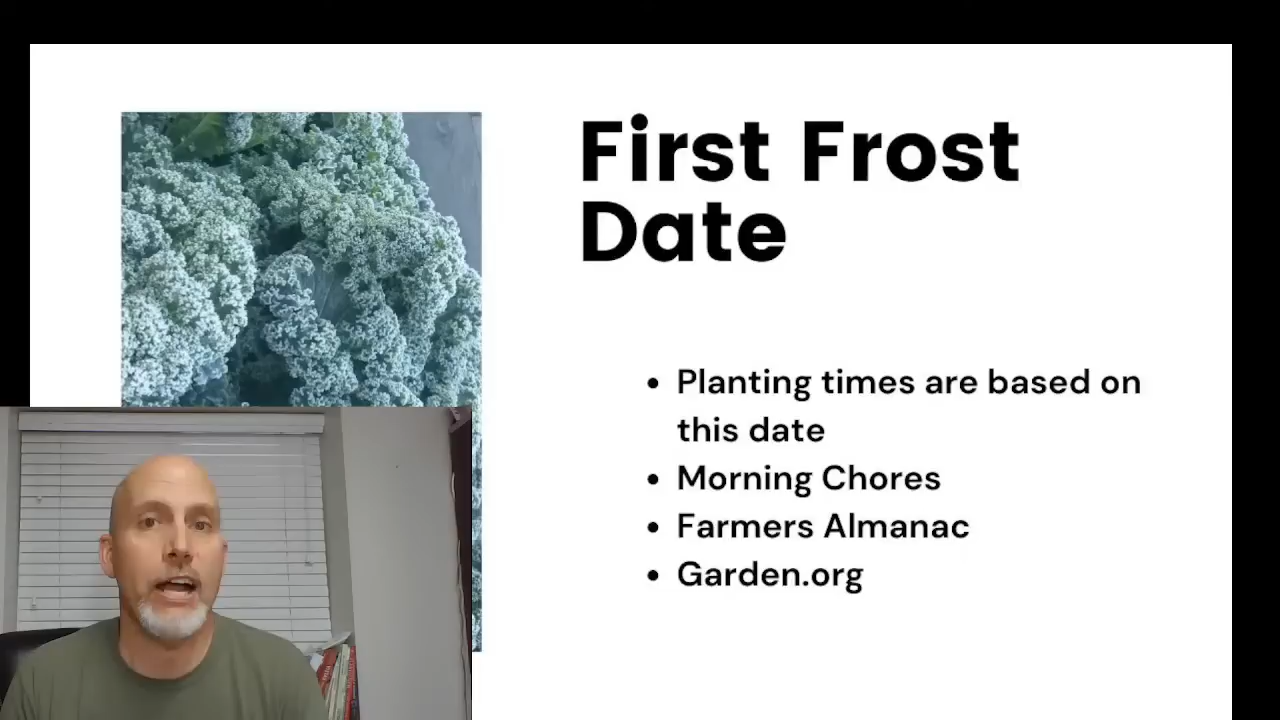 First Frost
Date
• Planting times are based on
this date
• Morning Chores
• Farmers Almanac
• Garden.org